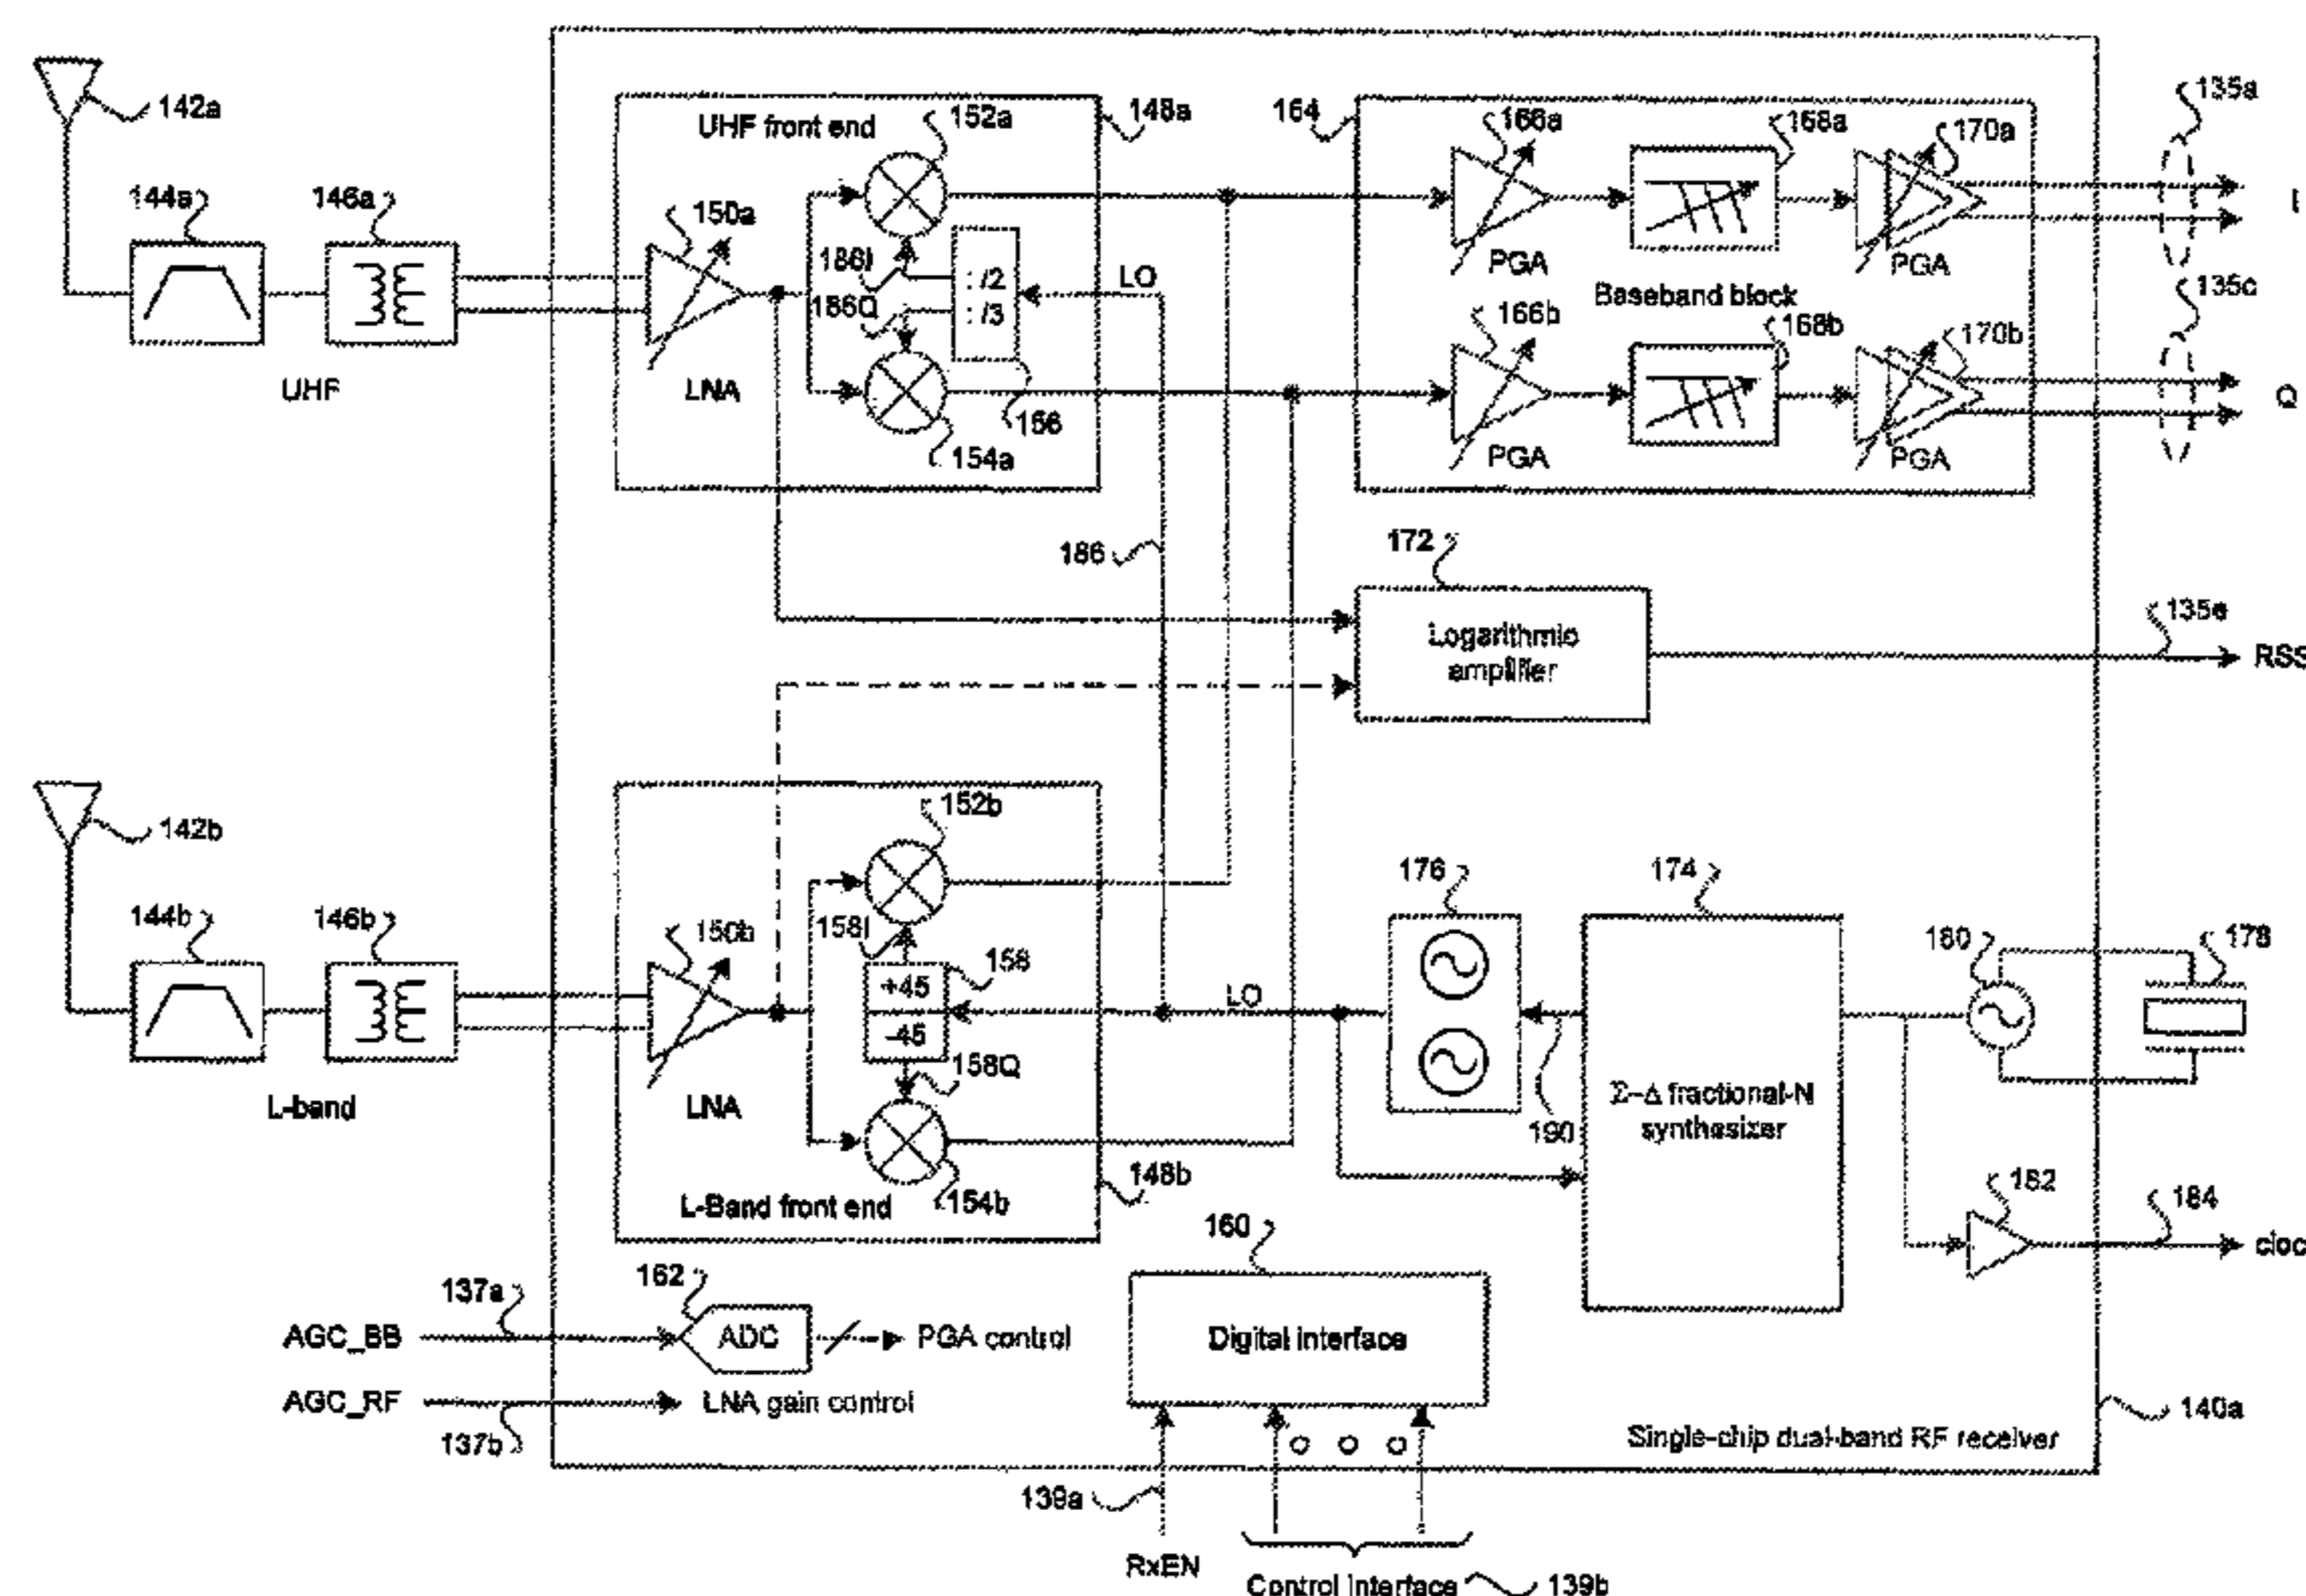 142a
144a
146a
UHF
UHF front end
148a
150a
LNA
152a
186I
186Q
: /2
: /3
LO
156
154a
164
166a
168a
170a
PGA
PGA
Baseband block
166b
168b
170b
PGA
PGA
135a
I
135c
Q
186
172
Logarithmic
amplifier
135e
RSS
142b
144b
146b
L-band
150b
LNA
152b
158I
158
+45
-45
158Q
154b
148b
L-Band front end
LO
176
190
174
Σ-Δ fractional-N
synthesizer
180
178
182
184
cloc
AGC_BB
137a
162
ADC
PGA control
AGC_RF
137b
LNA gain control
160
Digital interface
140a
Single-chip dual-band RF receiver
139a
RxEN
Control interface
139b